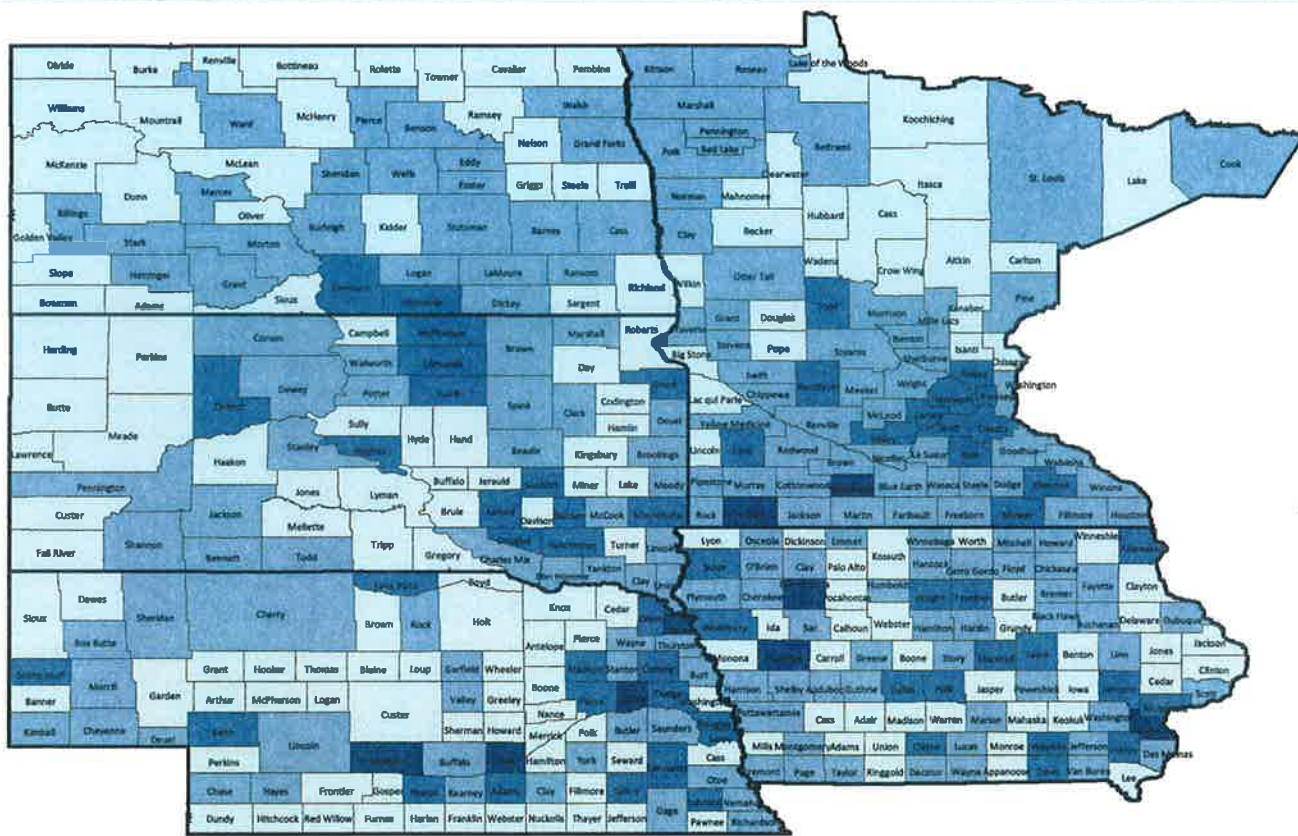 Divide
Burke
Renville
Bottineau
Rolette
Towner
Cavalier
Pembina
Williams
Mountrail
Ward
McHenry
Pierce
Benson
Ramsey
Walsh
Nelson
Grand Forks
McKenzie
McLean
Dunn
Mercer
Oliver
Sheridan
Wells
Eddy
Foster
Griggs
Steele
Traill
Billings
Golden Valley
Stark
Morton
Burleigh
Kidder
Stutsman
Barnes
Cass
Slope
Hettinger
Grant
Bowman
Adams
Sioux
Logan
LaMoure
Ransom
Richland
Dickey
Sargent
Kittson
Roseau
Lake of the Woods
Marshall
Koochiching
Pennington
Red Lake
Polk
Beltrami
Clearwater
St. Louis
Lake
Cook
Itasca
Norman
Mahnomen
Hubbard
Cass
Clay
Becker
Wadena
Crow Wing
Aitkin
Carlton
Wilkin
Otter Tail
Todd
Morrison
Mille Lacs
Kanabec
Pine
Grant
Douglas
Traverse
Stevens
Pope
Stearns
Benton
Sherburne
Isanti
Big Stone
Swift
Meeker
Wright
Washington
Lac qui Parle
Chippewa
McLeod
Yellow Medicine
Renville
Lincoln
Redwood
Brown
Nicollet
Le Sueur
Goodhue
Wabasha
Pipestone
Murray
Cottonwood
Blue Earth
Waseca
Steele
Dodge
Winona
Rock
Jackson
Martin
Faribault
Freeborn
Mower
Fillmore
Houston
Harding
Perkins
Corson
Campbell
McPherson
Brown
Marshall
Roberts
Walworth
Edmunds
Day
Butte
Dewey
Potter
Faulk
Spink
Clark
Codington
Hamlin
Deuel
Grant
Meade
Lawrence
Sully
Stanley
Hughes
Hyde
Hand
Beadle
Kingsbury
Brookings
Haakon
Pennington
Jones
Lyman
Buffalo
Jerauld
Miner
Lake
Moody
Custer
Jackson
Mellette
Brule
Davison
McCook
Fall River
Shannon
Bennett
Todd
Tripp
Gregory
Charles Mix
Turner
Lincoln
Yankton
Clay
Sioux
Dawes
Sheridan
Cherry
Keya Paha
Boyd
Box Butte
Brown
Rock
Holt
Knox
Cedar
Antelope
Pierce
Wayne
Thurston
Scotts Bluff
Banner
Morrill
Garden
Grant
Hooker
Thomas
Blaine
Loup
Garfield
Wheeler
Madison
Stanton
Cuming
Burt
Arthur
McPherson
Logan
Custer
Valley
Greeley
Boone
Nance
Dodge
Kimball
Cheyenne
Deuel
Keith
Lincoln
Sherman
Howard
Merrick
Polk
Butler
Saunders
Perkins
Buffalo
Hamilton
York
Seward
Cass
Otoe
Chase
Hayes
Frontier
Gosper
Kearney
Adams
Clay
Fillmore
Gage
Dundy
Hitchcock
Red Willow
Furnas
Harlan
Franklin
Webster
Nuckolls
Thayer
Jefferson
Pawnee
Richardson
Lyon
Osceola
Dickinson
Emmet
Kossuth
Winnebago
Worth
Mitchell
Howard
Winneshiek
Sioux
O'Brien
Clay
Palo Alto
Hancock
Cerro Gordo
Floyd
Chickasaw
Fayette
Clayton
Plymouth
Cherokee
Pocahontas
Humboldt
Butler
Bremer
Woodbury
Ida
Sac
Calhoun
Webster
Hamilton
Hardin
Grundy
Black Hawk
Buchanan
Delaware
Dubuque
Monona
Carroll
Greene
Boone
Story
Benton
Linn
Jones
Jackson
Clinton
Cedar
Harrison
Shelby
Audubon
Guthrie
Dallas
Polk
Jasper
Poweshiek
Iowa
Scott
Pottawattamie
Cass
Adair
Madison
Warren
Marion
Mahaska
Keokuk
Washington
Mills
Montgomery
Adams
Union
Lucas
Monroe
Jefferson
Des Moines
Fremont
Page
Taylor
Ringgold
Decatur
Wayne
Appanoose
Davis
Van Buren
Lee